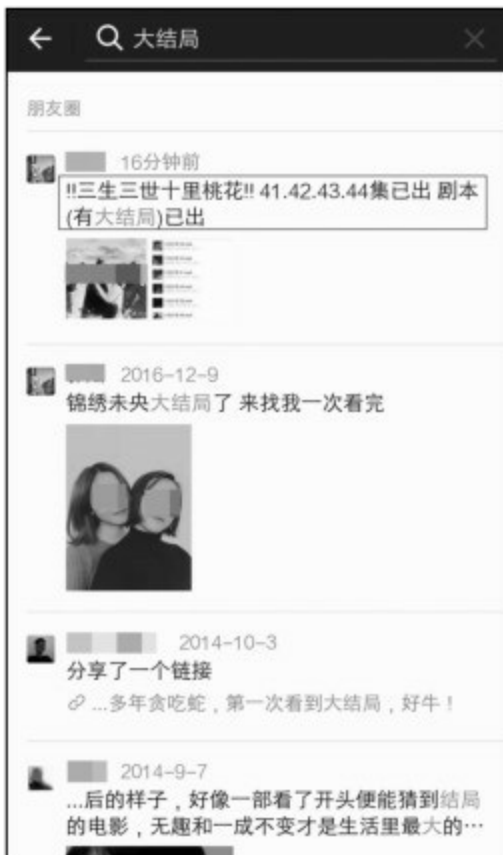 大结局
朋友圈
16分钟前
!!三生三世十里桃花!! 41.42.43.44集已出 剧本
(有大结局)已出
2016-12-9
锦绣未央大结局了 来找我一次看完
2014-10-3
分享了一个链接
...多年贪吃蛇，第一次看到大结局，好牛！
2014-9-7
...后的样子，好像一部看了开头便能猜到结局
的电影，无趣和一成不变才是生活里最大的…